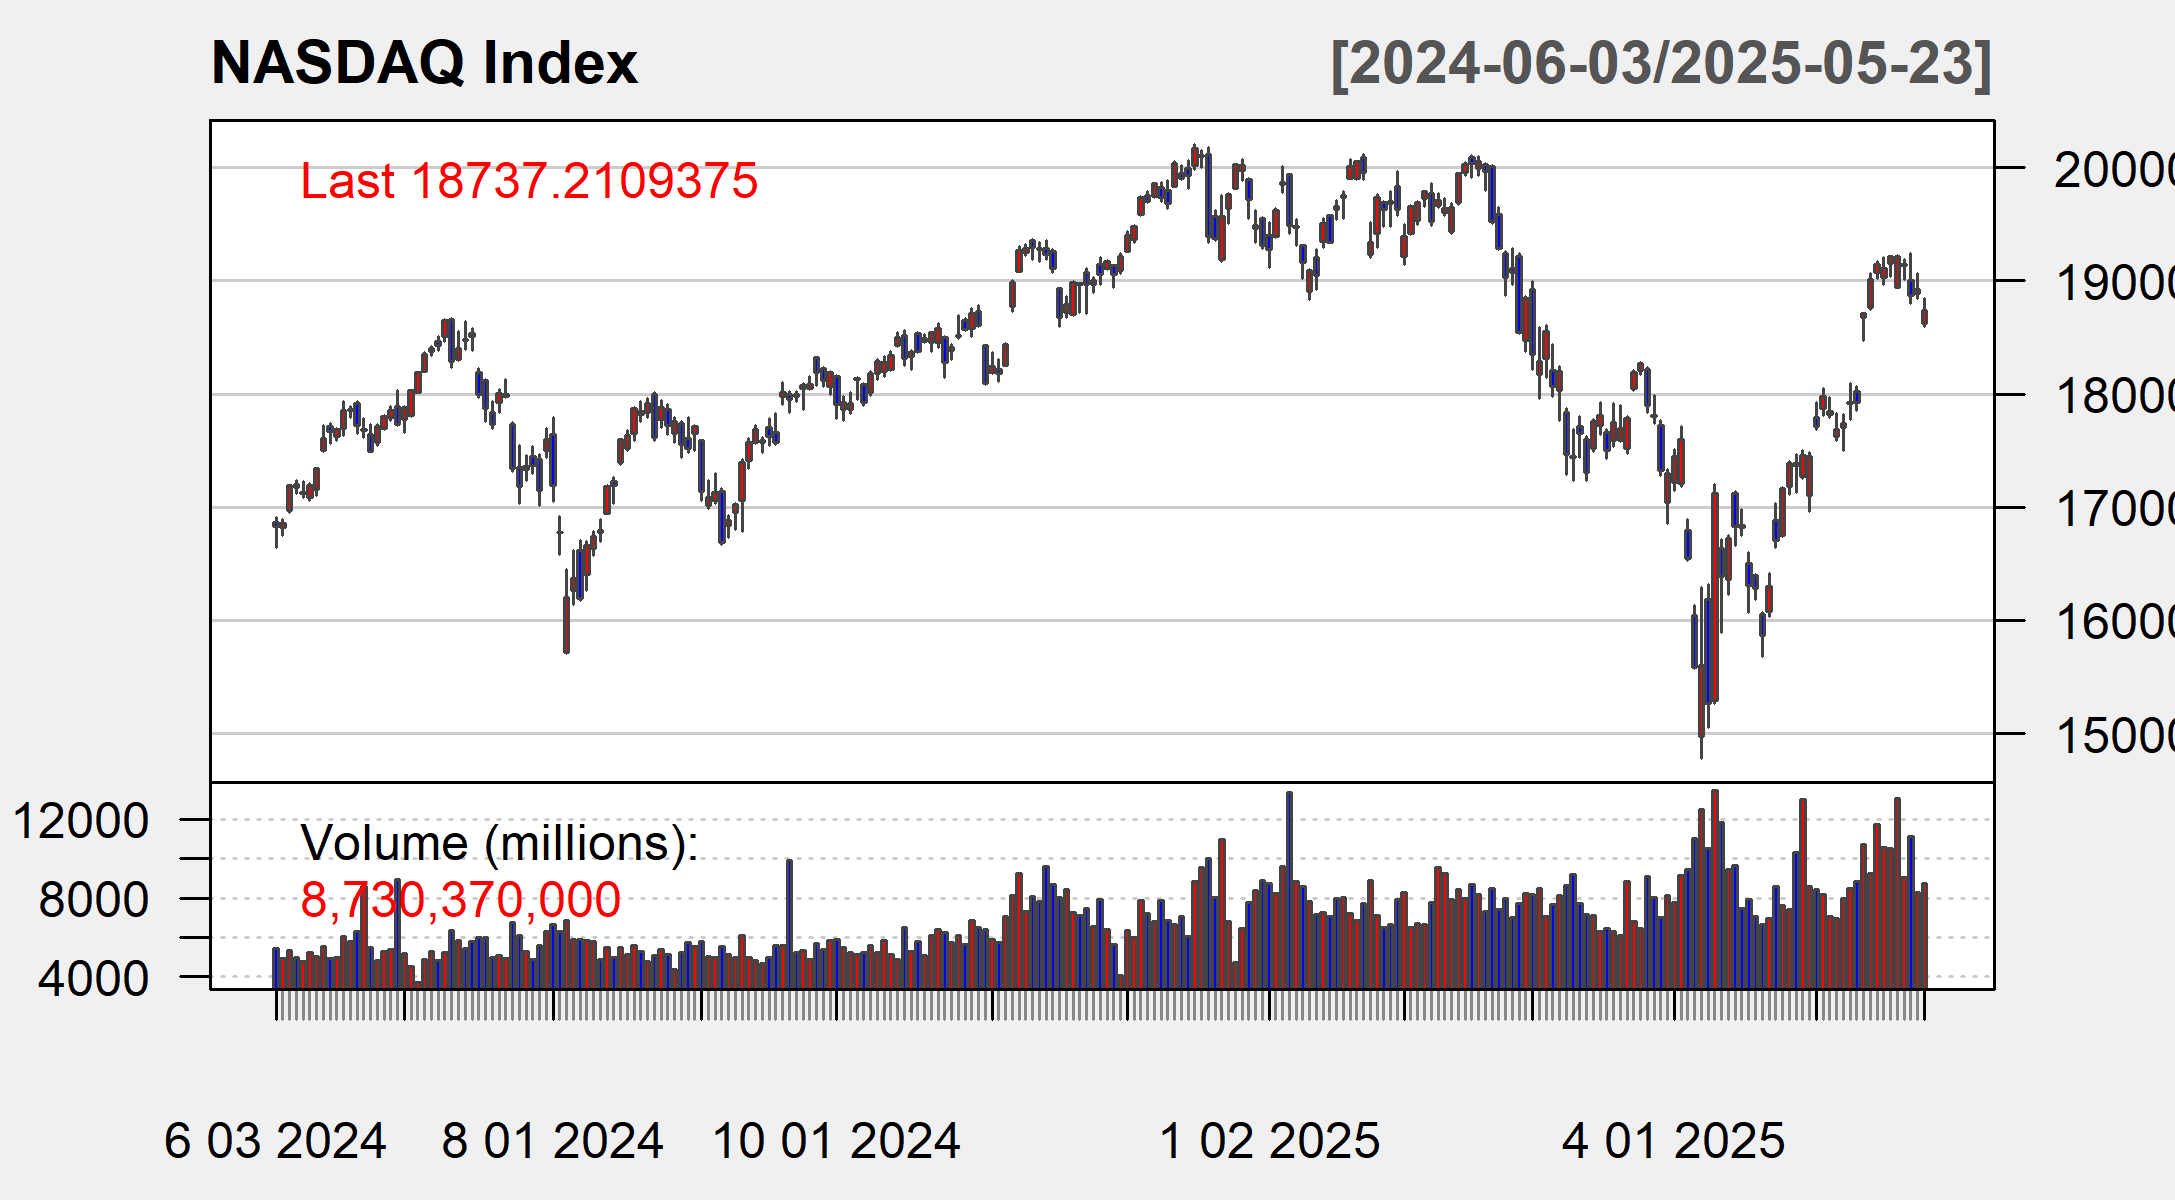 NASDAQ Index
[2024-06-03/2025-05-23]
Last 18737.2109375
20000
19000
18000
17000
16000
15000
Volume (millions):
8,730,370,000
12000
8000
4000
6 03 2024
8 01 2024
10 01 2024
1 02 2025
4 01 2025